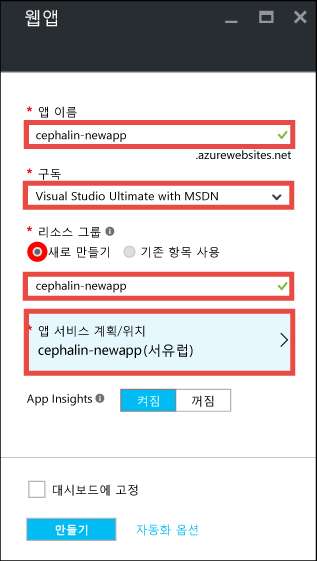 웹앱
* 앱 이름
cephalin-newapp
.azurewebsites.net
* 구독
Visual Studio Ultimate with MSDN
* 리소스 그룹
새로 만들기 기존 항목 사용
cephalin-newapp
* 앱 서비스 계획/위치
cephalin-newapp(서유럽)
App Insights 켜짐 꺼짐
대시보드에 고정
만들기 자동화 옵션